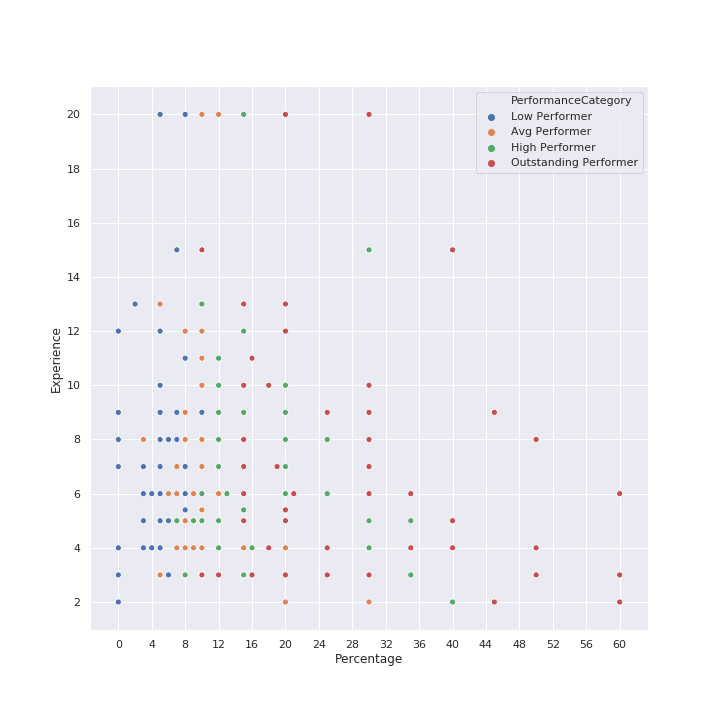 PerformanceCategory
Low Performer
Avg Performer
High Performer
Outstanding Performer
20
18
16
14
12
10
8
6
4
2
Experience
0 4 8 12 16 20 24 28 32 36 40 44 48 52 56 60
Percentage